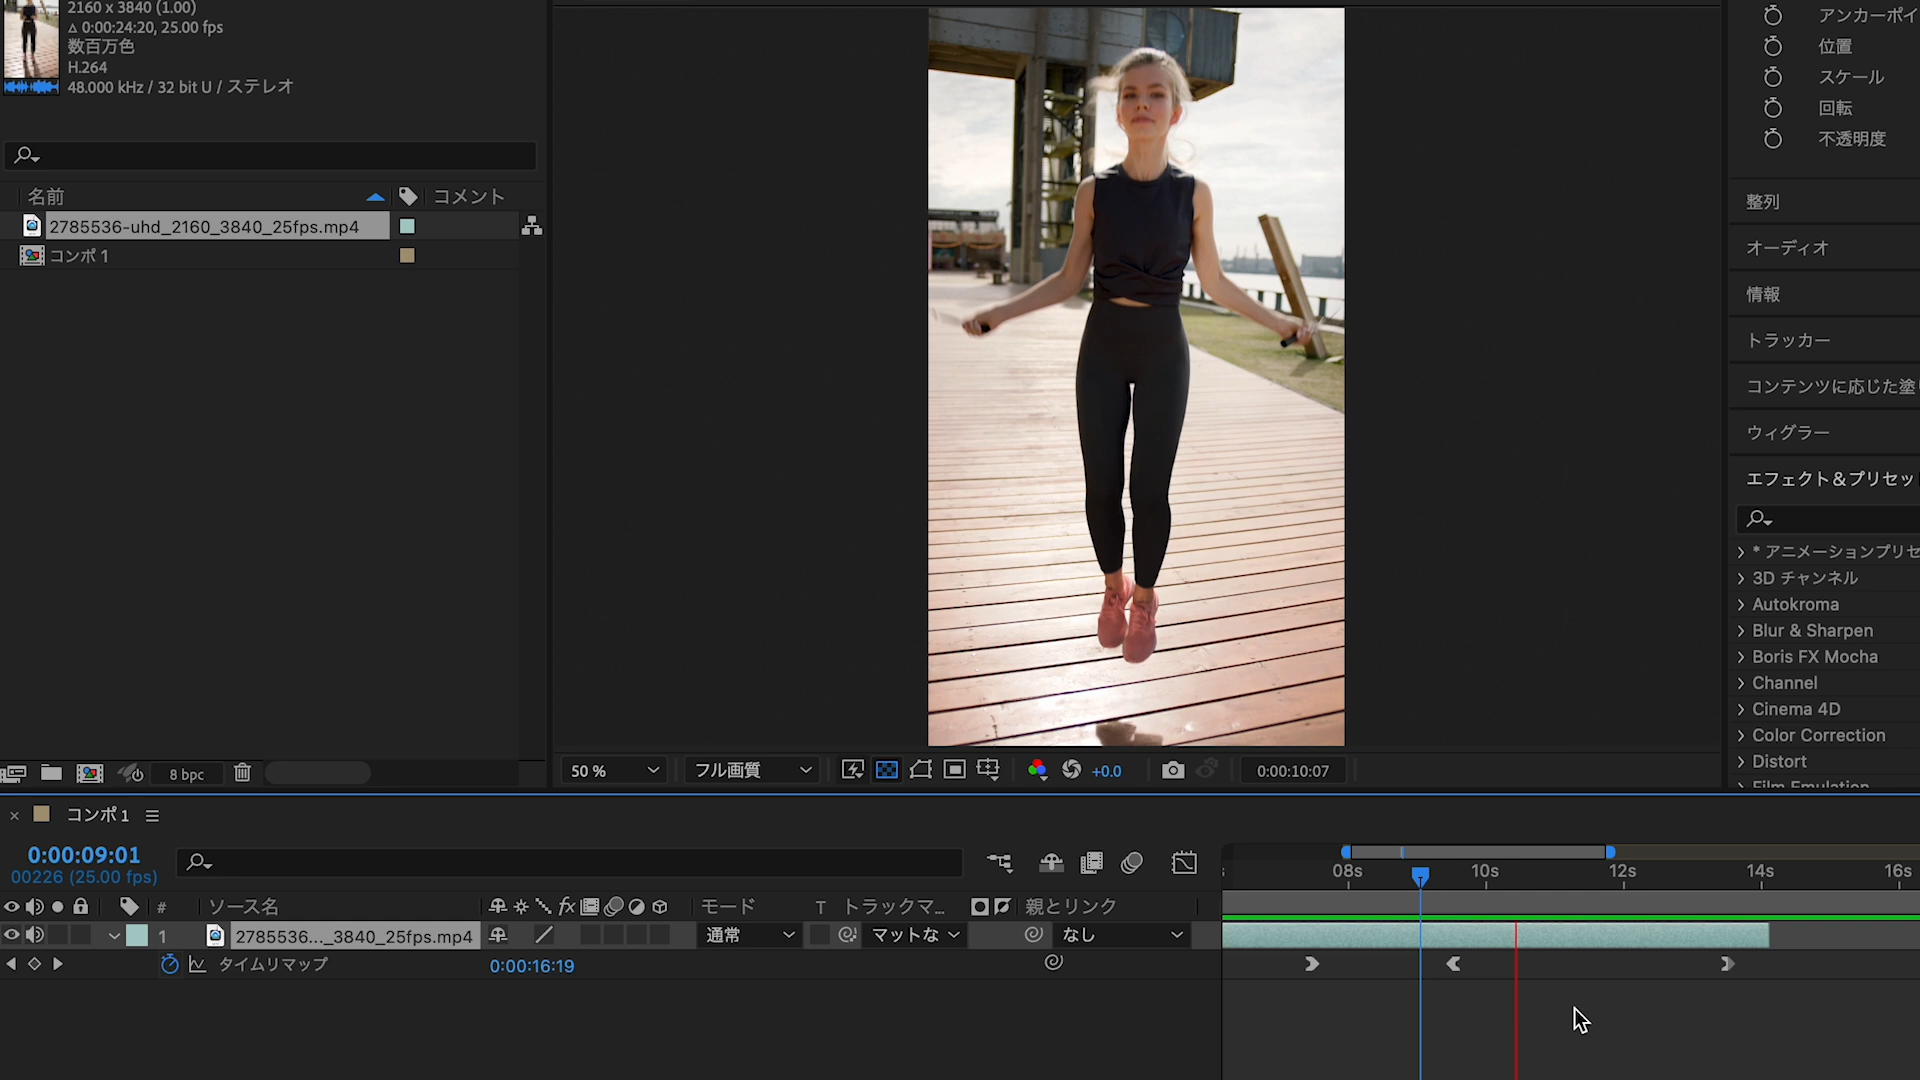 2160 x 3840 (1.00)
Δ 0:00:24:20, 25.00 fps
数百万色
H.264
48.000 kHz / 32 bit U / ステレオ
名前 コメント
2785536-uhd_2160_3840_25fps.mp4
コンポ 1
8 bpc
50 % フル画質 +0.0 0:00:10:07
アンカーポイ
位置
スケール
回転
不透明度
整列
オーディオ
情報
トラッカー
コンテンツに応じた塗り
ウィグラー
エフェクト＆プリセッ
* アニメーションプリセ
3D チャンネル
Autokroma
Blur & Sharpen
Boris FX Mocha
Channel
Cinema 4D
Color Correction
Distort
Film Emulation
× コンポ 1
0:00:09:01
00226 (25.00 fps)
08s 10s 12s 14s 16s
# ソース名 fx モード T トラックマ... 親とリンク
1 2785536..._3840_25fps.mp4 通常 マットな なし
タイムリマップ 0:00:16:19